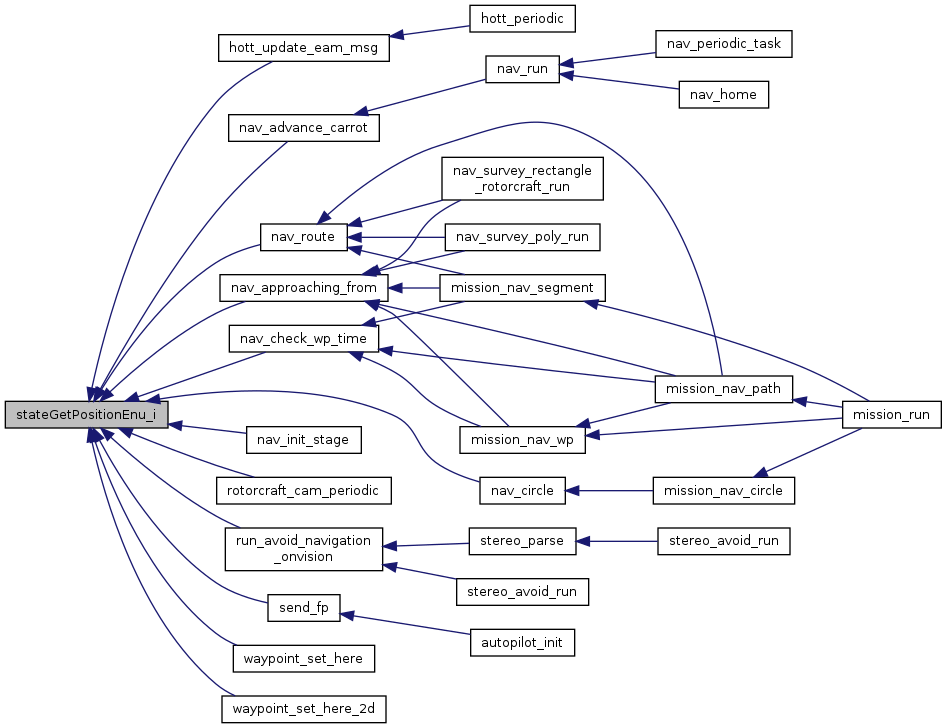 hott_periodic
hott_update_eam_msg
nav_periodic_task
nav_run
nav_home
nav_advance_carrot
nav_survey_rectangle
_rotorcraft_run
nav_route
nav_survey_poly_run
nav_approaching_from
mission_nav_segment
nav_check_wp_time
mission_nav_path
stateGetPositionEnu_i
mission_run
nav_init_stage
mission_nav_wp
rotorcraft_cam_periodic
nav_circle
mission_nav_circle
run_avoid_navigation
_onvision
stereo_parse
stereo_avoid_run
stereo_avoid_run
send_fp
autopilot_init
waypoint_set_here
waypoint_set_here_2d